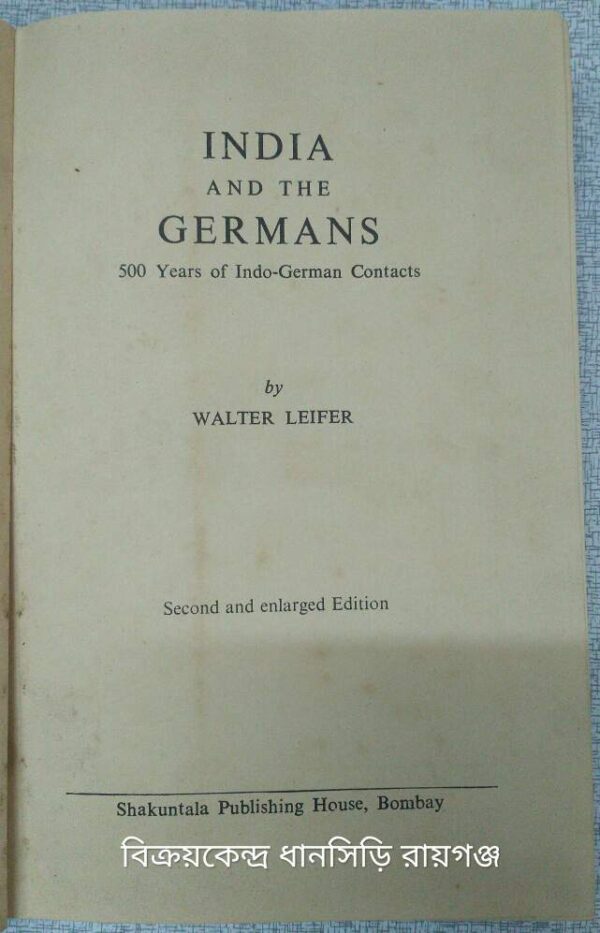 INDIA
AND THE
GERMANS
500 Years of Indo-German Contacts
by
WALTER LEIFER
Second and enlarged Edition
Shakuntala Publishing House, Bombay
বিক্রয়কেন্দ্র ধানসিড়ি রায়গঞ্জ